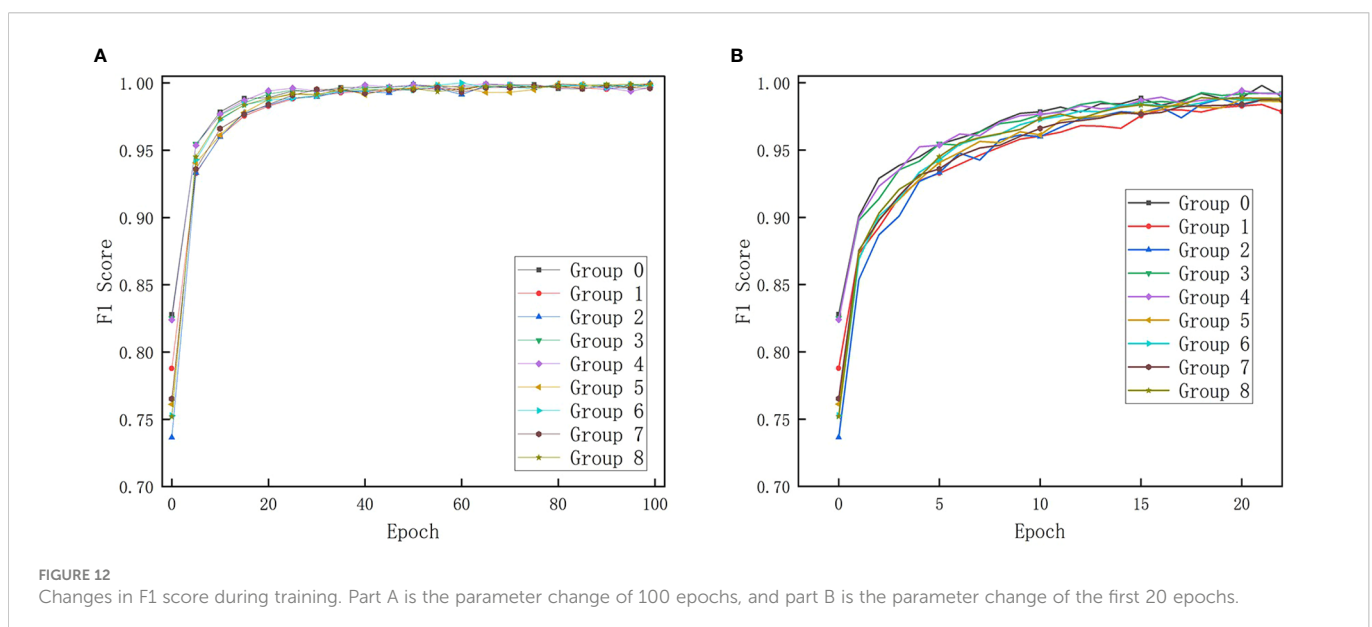 A
F1 Score
1.00
0.95
0.90
0.85
0.80
0.75
0.70
0
20
40
60
80
100
Epoch
Group 0
Group 1
Group 2
Group 3
Group 4
Group 5
Group 6
Group 7
Group 8
B
F1 Score
1.00
0.95
0.90
0.85
0.80
0.75
0.70
0
5
10
15
20
Epoch
Group 0
Group 1
Group 2
Group 3
Group 4
Group 5
Group 6
Group 7
Group 8
FIGURE 12
Changes in F1 score during training. Part A is the parameter change of 100 epochs, and part B is the parameter change of the first 20 epochs.